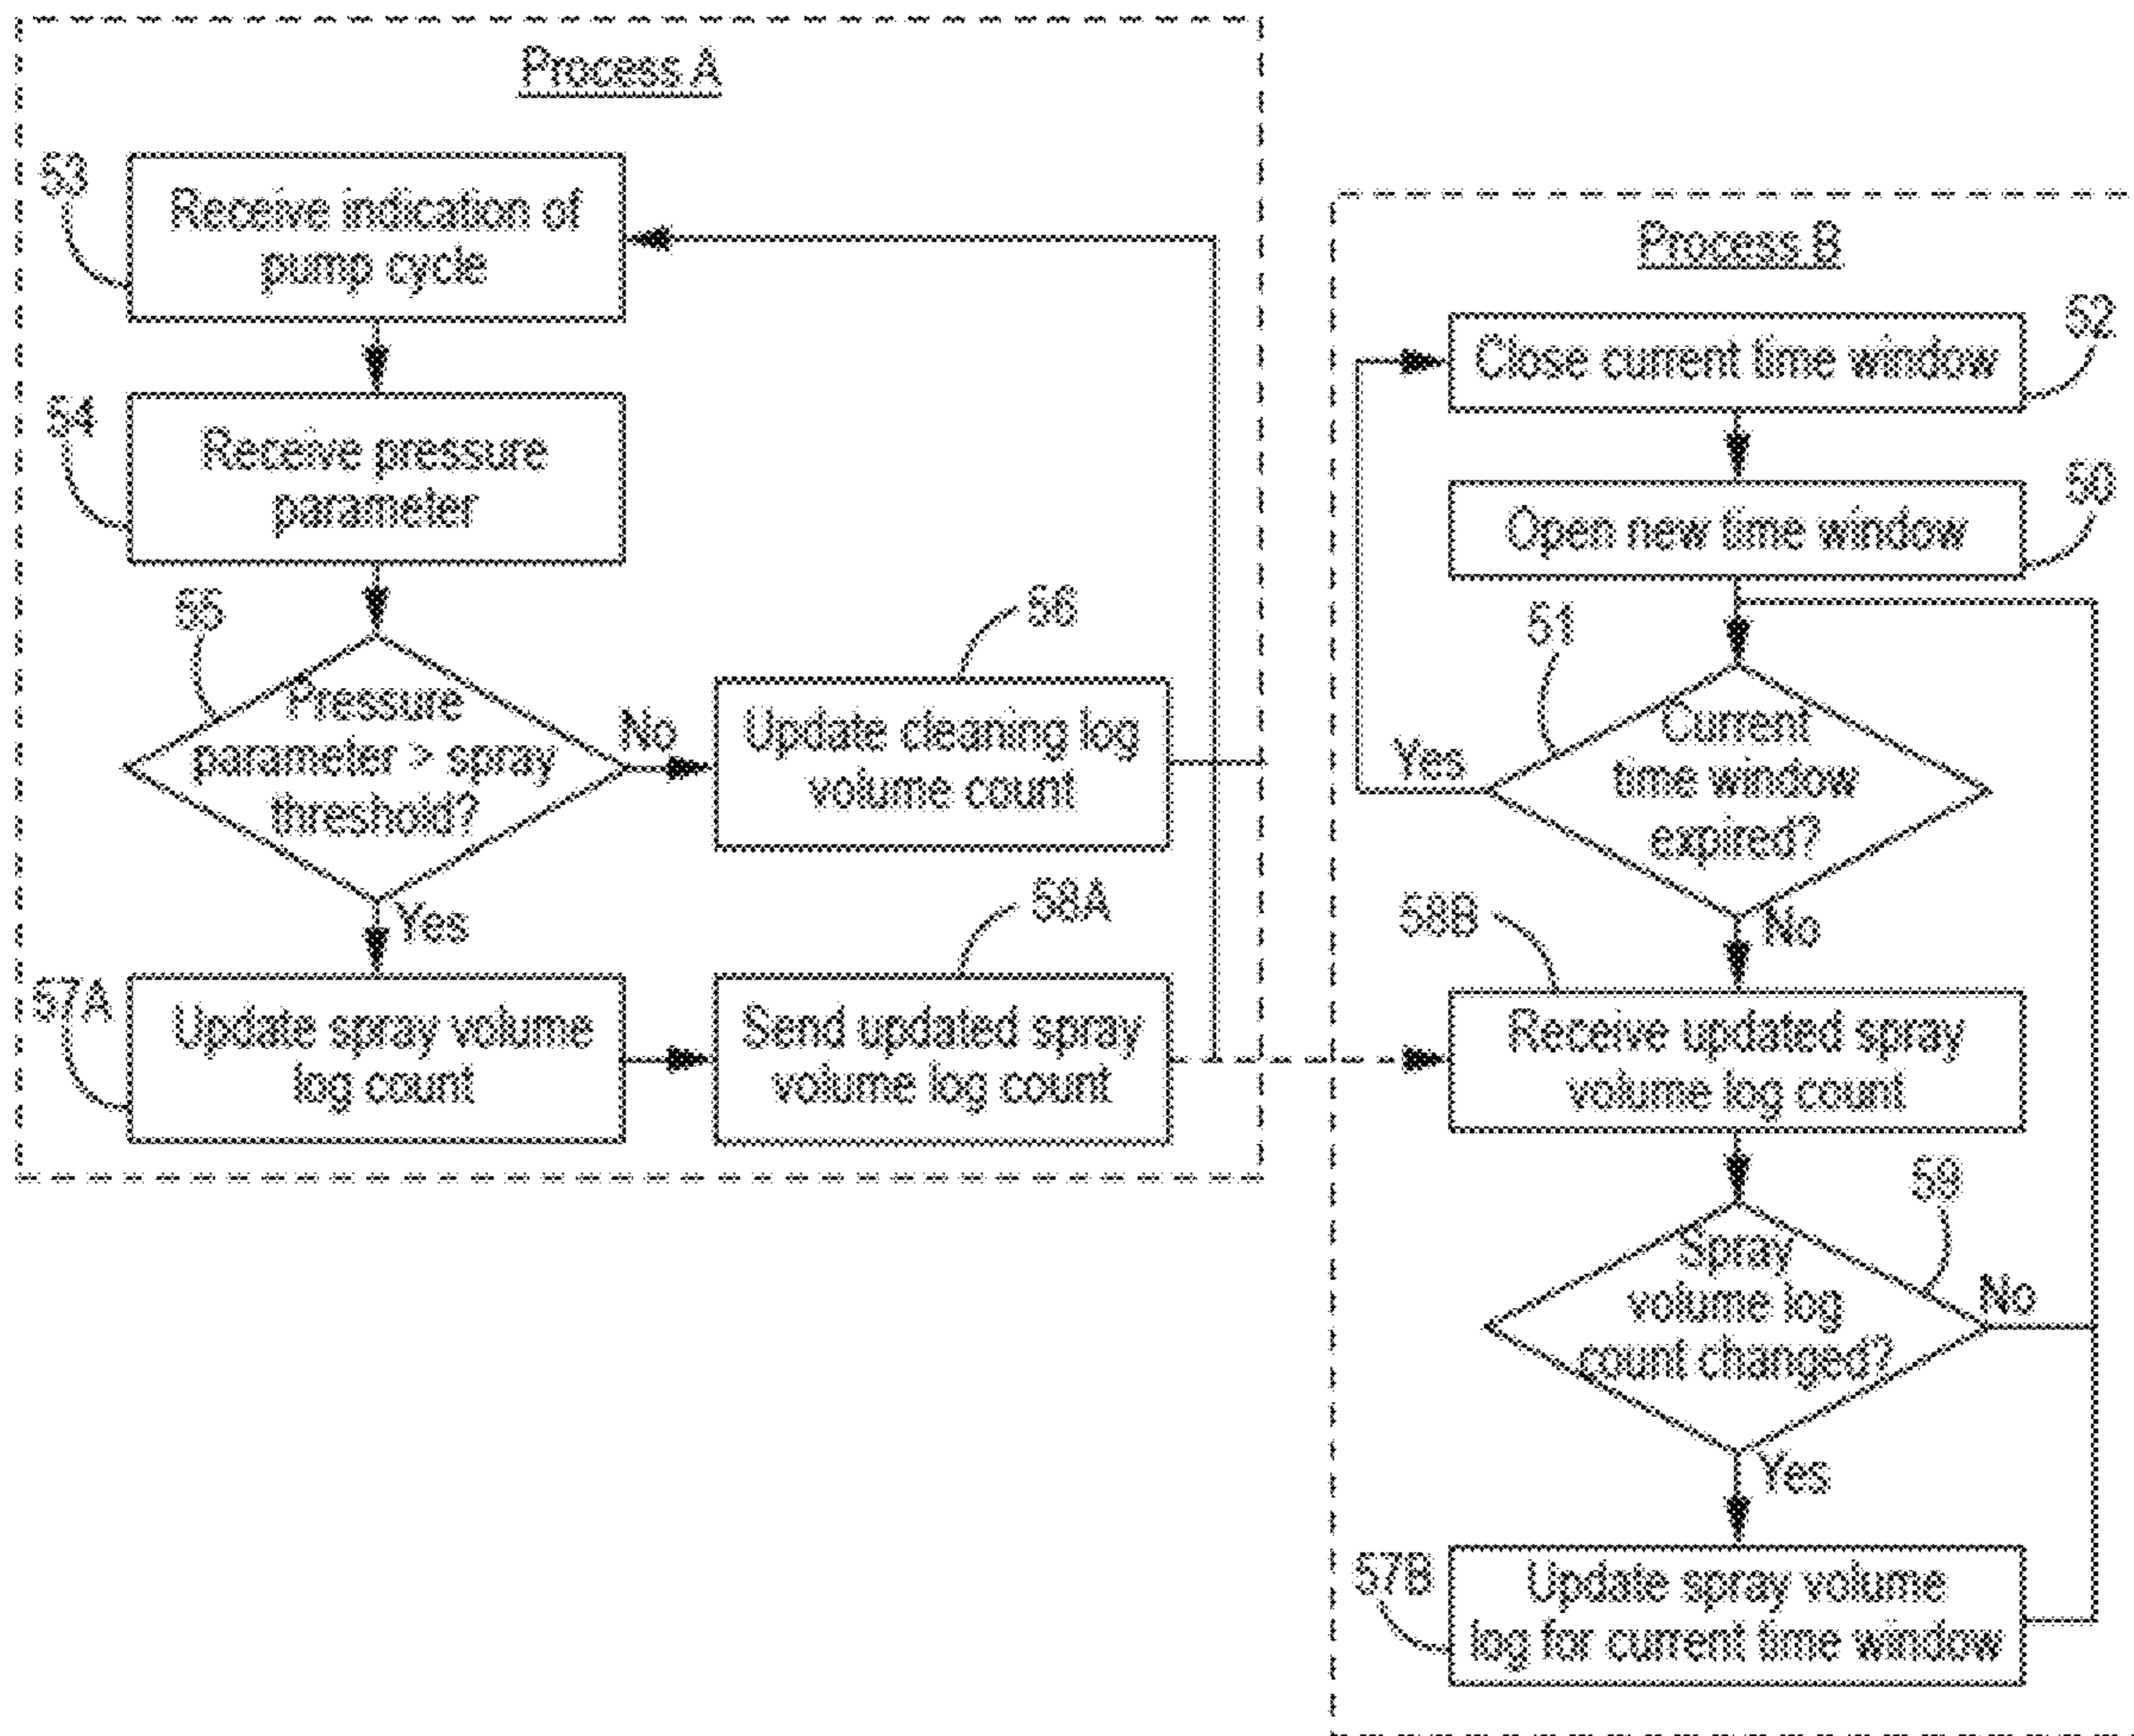 Process A
53
Receive indication of
pump cycle
54
Receive pressure
parameter
55
Pressure
parameter > spray
threshold?
No
56
Update cleaning log
volume count
Yes
57A
Update spray volume
log count
58A
Send updated spray
volume log count
Process B
52
Close current time window
50
Open new time window
51
Current
time window
expired?
Yes
No
58B
Receive updated spray
volume log count
59
Spray
volume log
count changed?
No
Yes
57B
Update spray volume
log for current time window